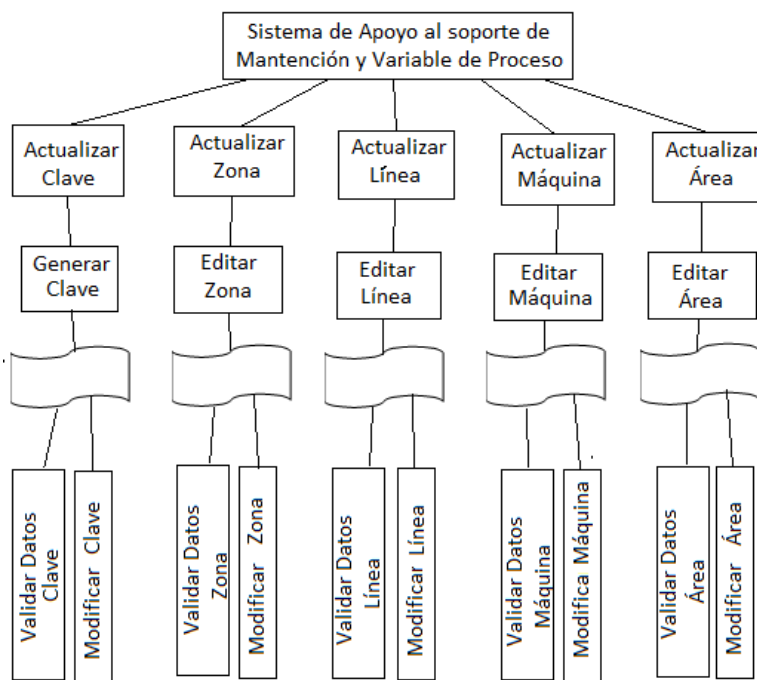 Sistema de Apoyo al soporte de
Mantención y Variable de Proceso
Actualizar
Clave
Actualizar
Zona
Actualizar
Línea
Actualizar
Máquina
Actualizar
Área
Generar
Clave
Editar
Zona
Editar
Línea
Editar
Máquina
Editar
Área
Validar Datos
Clave
Modificar Clave
Validar Datos
Zona
Modificar Zona
Validar Datos
Línea
Modificar Línea
Validar Datos
Máquina
Modifica Máquina
Validar Datos
Área
Modificar Área